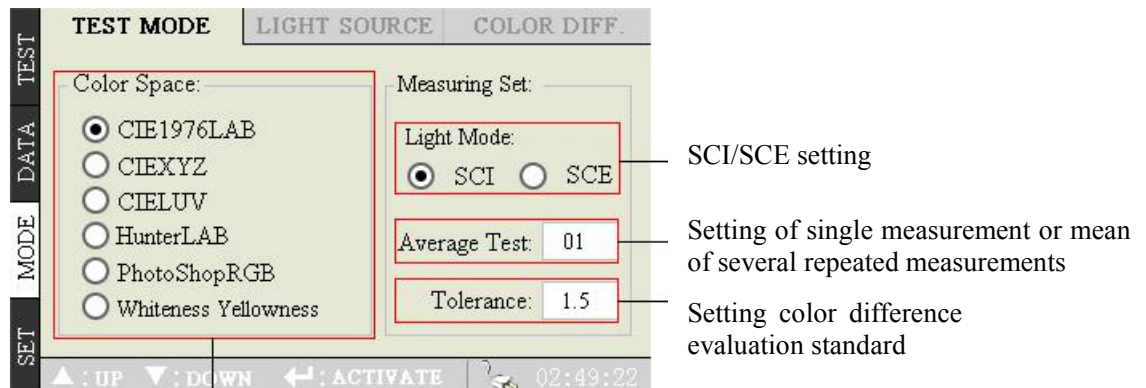 TEST MODE LIGHT SOURCE COLOR DIFF.
TEST
DATA
MODE
SET
Color Space:
CIE1976LAB
CIEXYZ
CIELUV
HunterLAB
PhotoShopRGB
Whiteness Yellowness
Measuring Set:
Light Mode:
SCI SCE
Average Test: 01
Tolerance: 1.5
▲: UP ▼: DOWN ↵: ACTIVATE 02:49:22
SCI/SCE setting
Setting of single measurement or mean
of several repeated measurements
Setting color difference
evaluation standard